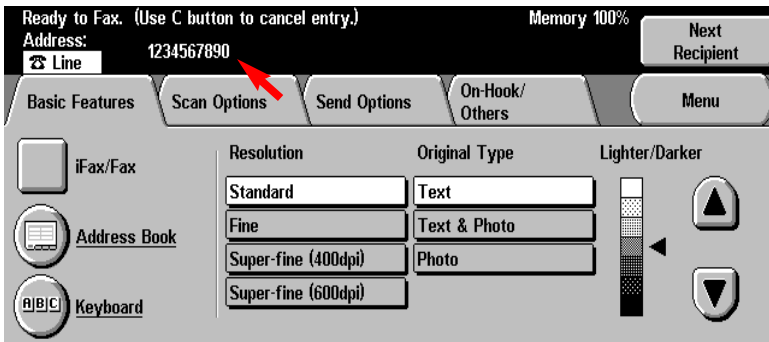 Ready to Fax. (Use C button to cancel entry.)
Memory 100%
Next
Recipient
Address:
☎ Line
1234567890
Basic Features
Scan Options
Send Options
On-Hook/
Others
Menu
iFax/Fax
Address Book
ABC Keyboard
Resolution
Standard
Fine
Super-fine (400dpi)
Super-fine (600dpi)
Original Type
Text
Text & Photo
Photo
Lighter/Darker